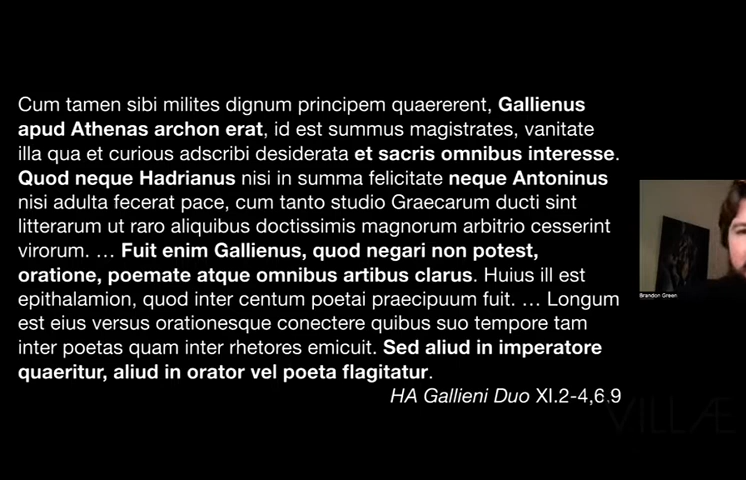 Cum tamen sibi milites dignum principem quaererent, Gallienus
apud Athenas archon erat, id est summus magistrates, vanitate
illa qua et curious adscribi desiderata et sacris omnibus interesse.
Quod neque Hadrianus nisi in summa felicitate neque Antoninus
nisi adulta fecerat pace, cum tanto studio Graecarum ducti sint
litterarum ut raro aliquibus doctissimis magnorum arbitrio cesserint
virorum. … Fuit enim Gallienus, quod negari non potest,
oratione, poemate atque omnibus artibus clarus. Huius ill est
epithalamion, quod inter centum poetai praecipuum fuit. … Longum
est eius versus orationesque conectere quibus suo tempore tam
inter poetas quam inter rhetores emicuit. Sed aliud in imperatore
quaeritur, aliud in orator vel poeta flagitatur.
HA Gallieni Duo XI.2-4,6.9
Brandon Green
VILLÆ